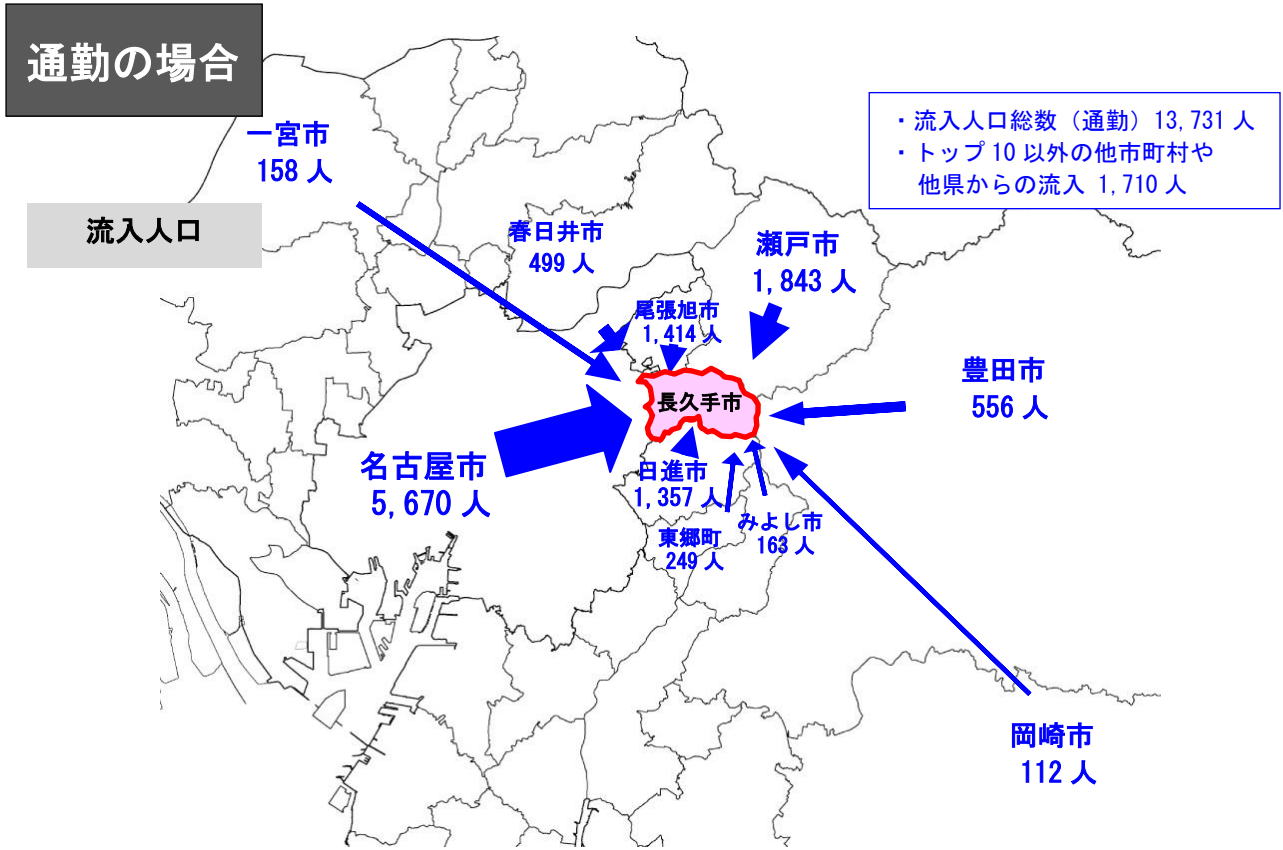 通勤の場合
・流入人口総数（通勤）13,731 人
・トップ 10 以外の他市町村や
他県からの流入 1,710 人
一宮市
158 人
流入人口
春日井市
499 人
瀬戸市
1,843 人
尾張旭市
1,414 人
豊田市
556 人
長久手市
名古屋市
5,670 人
日進市
1,357 人
東郷町
249 人
みよし市
163 人
岡崎市
112 人